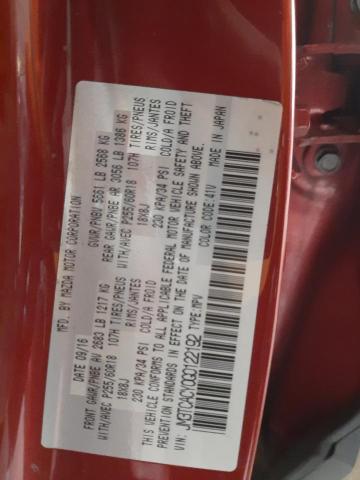 MFD. BY MAZDA MOTOR CORPORATION
DATE 09/16 GVWR/PNBV 5661 LB 2568 KG
FRONT GAWR/PNBE AV 2683 LB 1217 KG REAR GAWR/PNBE AR 3056 LB 1386 KG
WITH/AVEC P255/60R18 107H TIRES/PNEUS WITH/AVEC P255/60R18 107H TIRES/PNEUS
18X8J RIMS/JANTES 18X8J RIMS/JANTES
230 KPA/34 PSI COLD/A FROID 230 KPA/34 PSI COLD/A FROID
THIS VEHICLE CONFORMS TO ALL APPLICABLE FEDERAL MOTOR VEHICLE SAFETY AND THEFT
PREVENTION STANDARDS IN EFFECT ON THE DATE OF MANUFACTURE SHOWN ABOVE.
VIN: TYPE:MPV COLOR CODE:41V MADE IN JAPAN